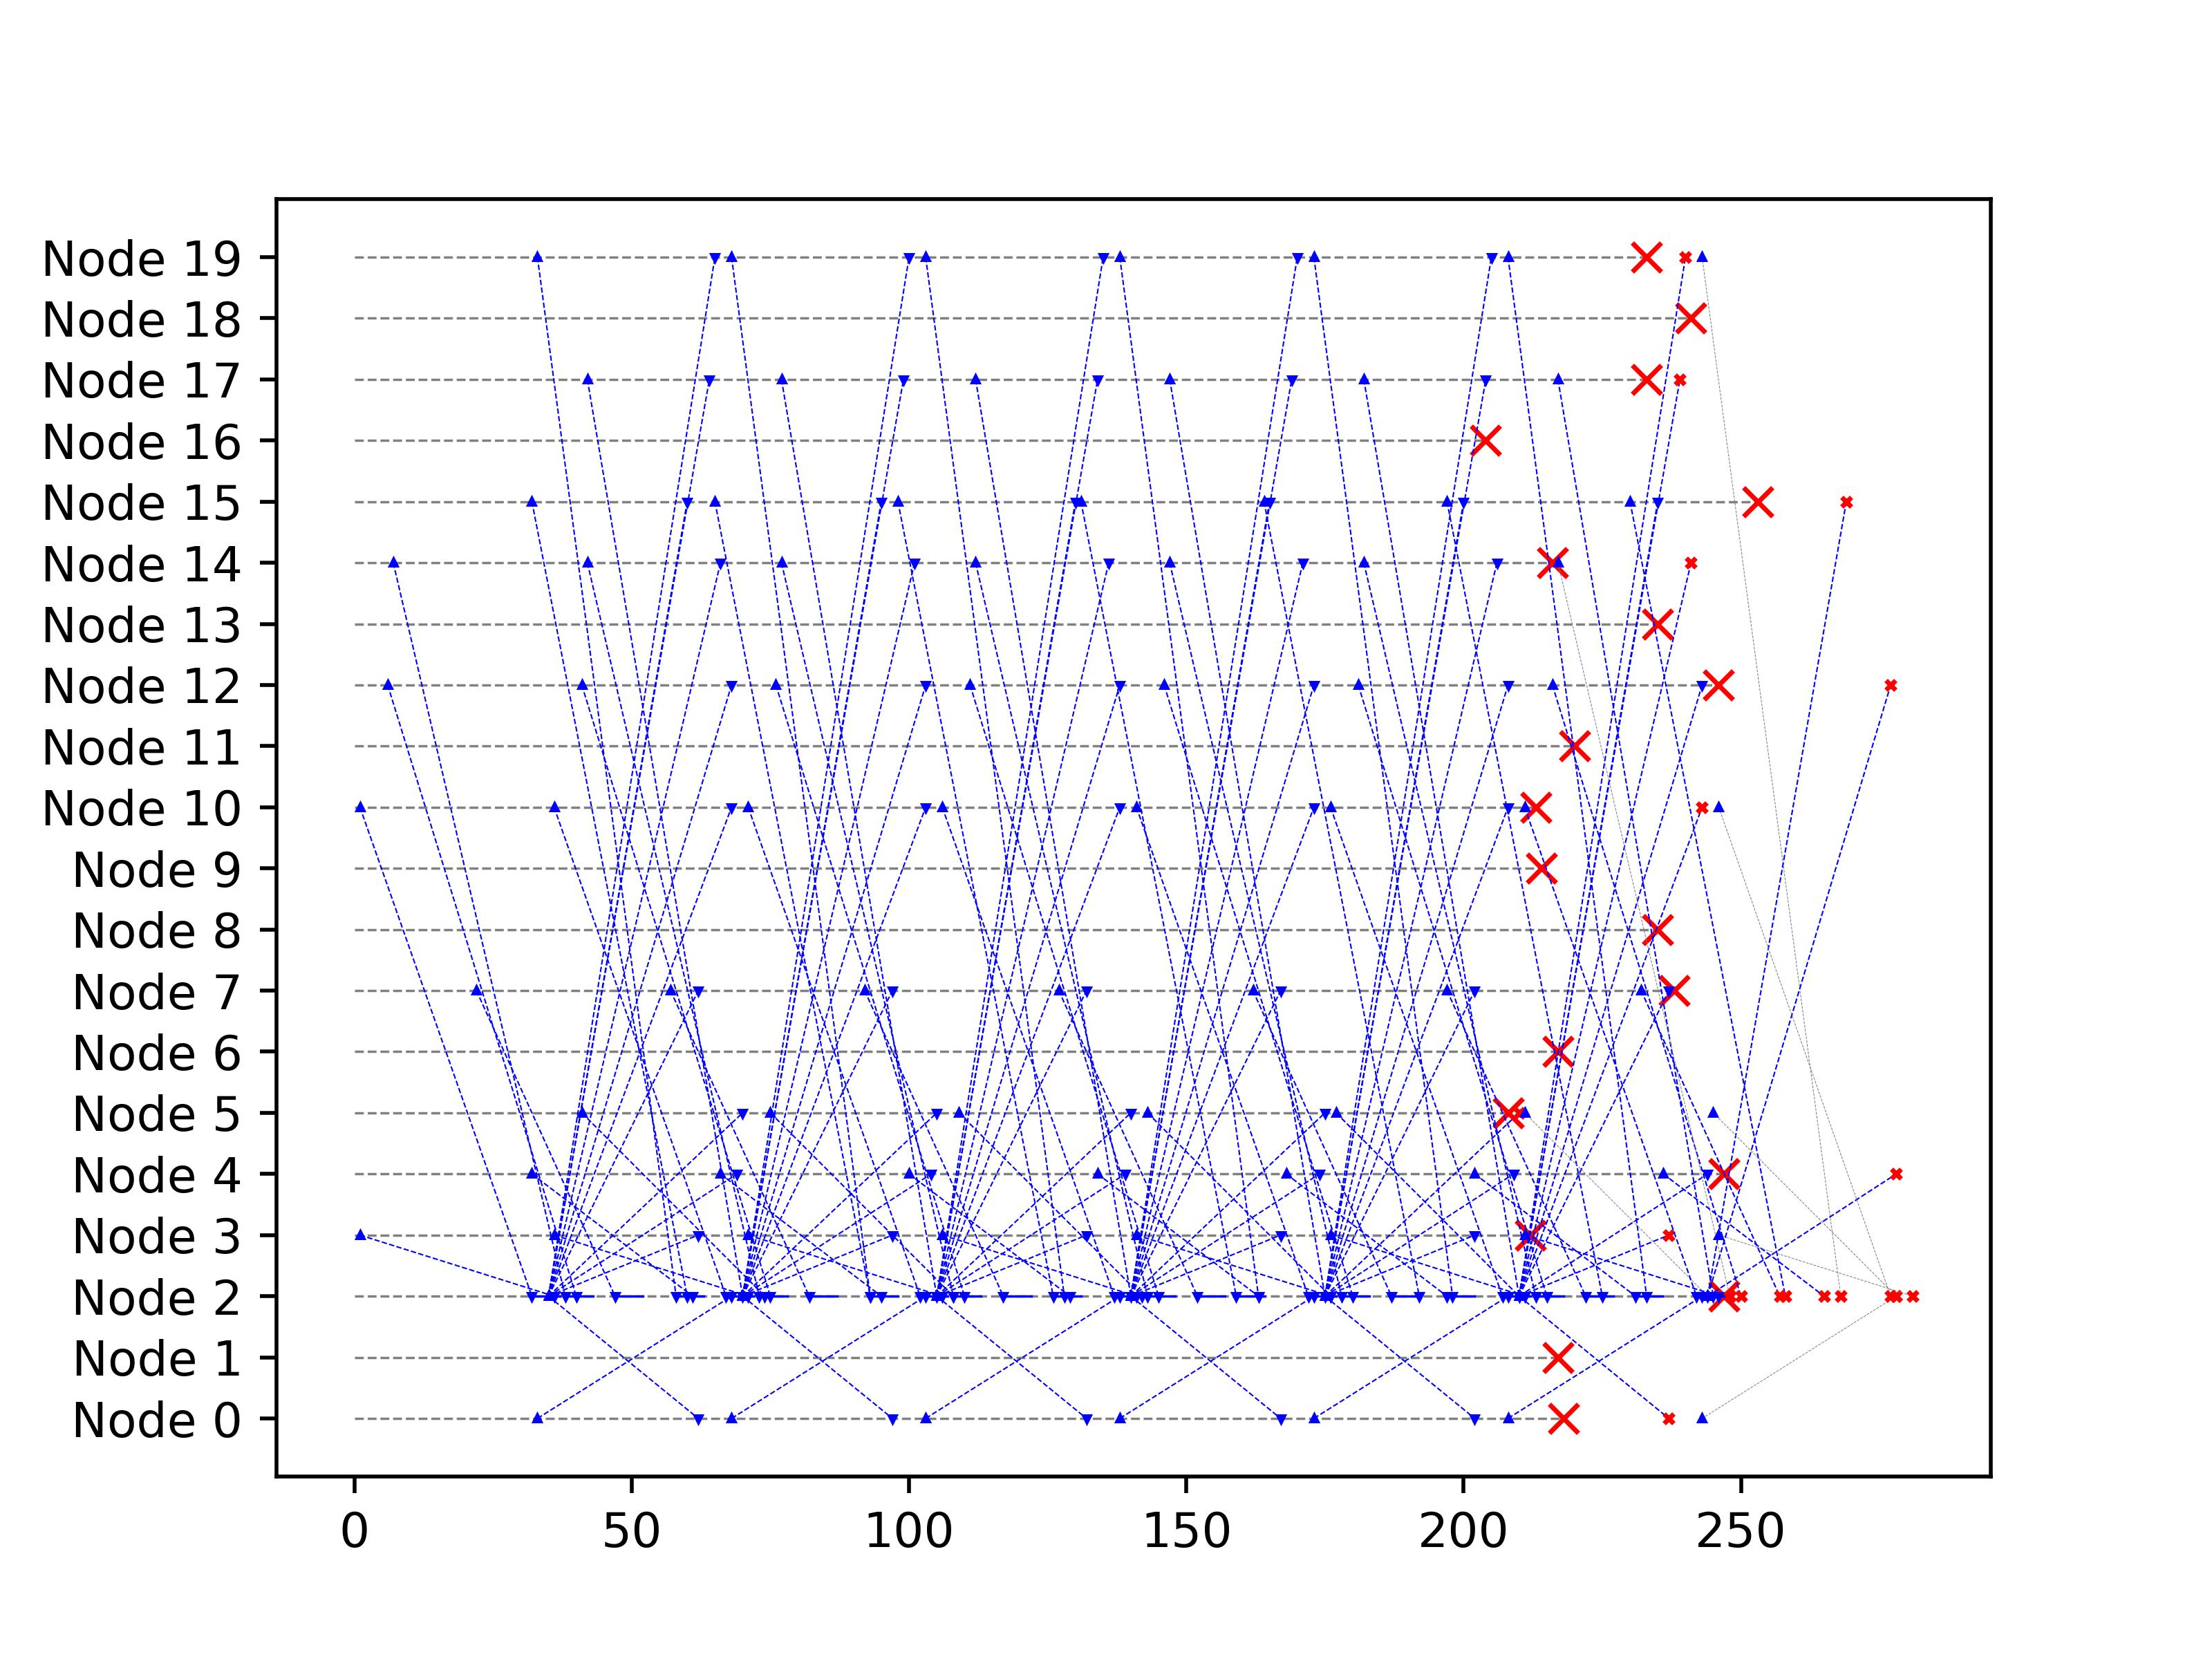 Node 19
Node 18
Node 17
Node 16
Node 15
Node 14
Node 13
Node 12
Node 11
Node 10
Node 9
Node 8
Node 7
Node 6
Node 5
Node 4
Node 3
Node 2
Node 1
Node 0
0 50 100 150 200 250